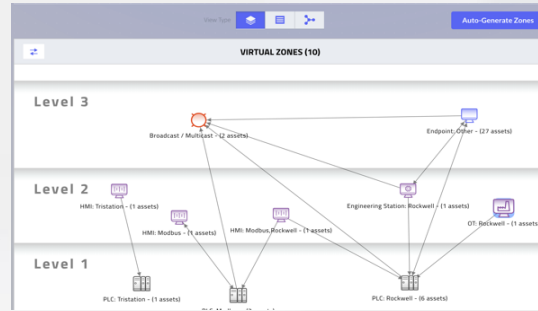 View Type
Auto-Generate Zones
VIRTUAL ZONES (10)
Level 3
Broadcast / Multicast - (2 assets)
Endpoint: Other - (27 assets)
Level 2
HMI: Tristation - (1 assets)
Engineering Station: Rockwell - (1 assets)
HMI: Modbus - (1 assets)
HMI: Modbus,Rockwell - (1 assets)
OT: Rockwell - (1 assets
Level 1
PLC: Tristation - (1 assets)
PLC: Rockwell - (6 assets)